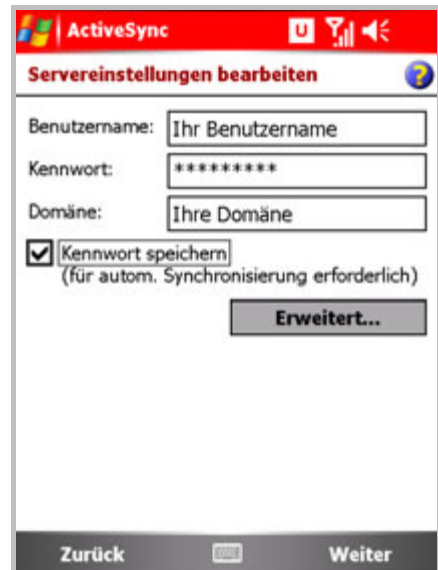 ActiveSync
U
Servereinstellungen bearbeiten
?
Benutzername: Ihr Benutzername
Kennwort: *********
Domäne: Ihre Domäne
Kennwort speichern
(für autom. Synchronisierung erforderlich)
Erweitert...
Zurück Weiter